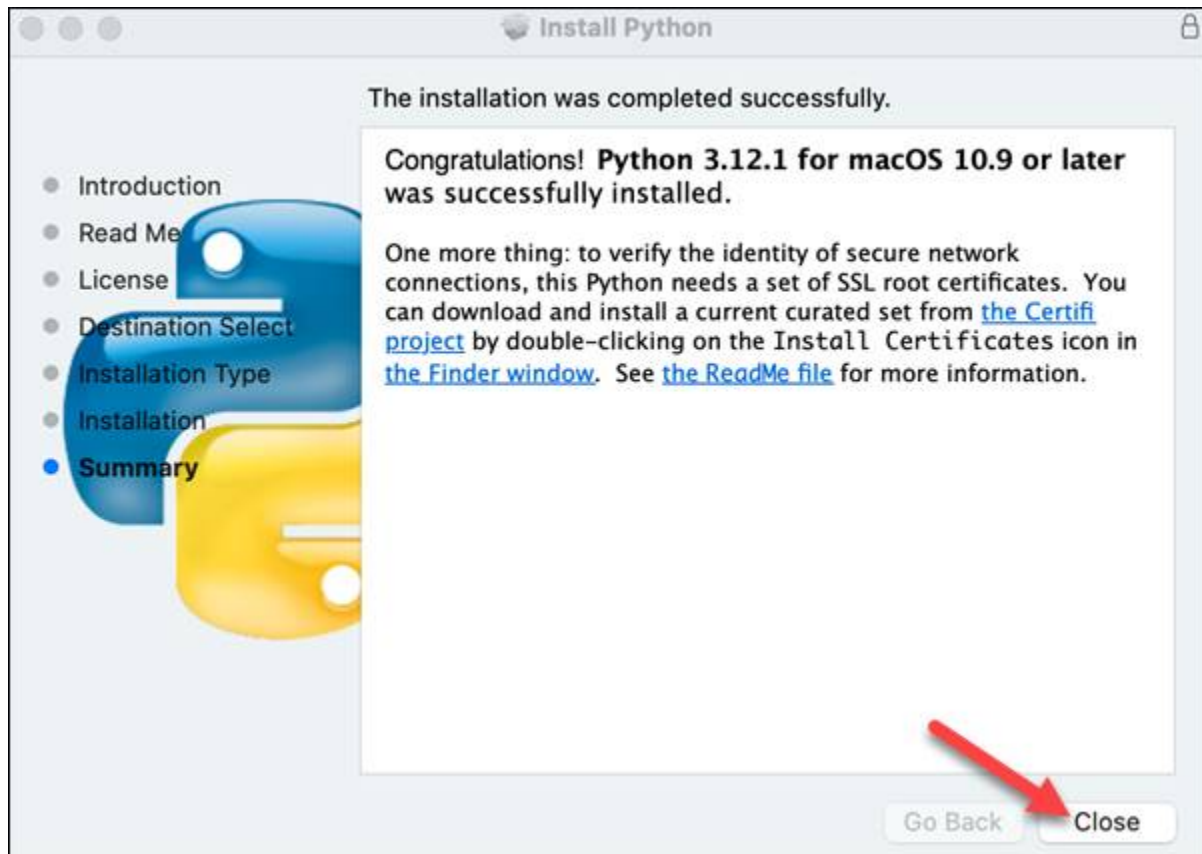 Install Python
The installation was completed successfully.
Introduction
Read Me
License
Destination Select
Installation Type
Installation
Summary
Congratulations! Python 3.12.1 for macOS 10.9 or later
was successfully installed.
One more thing: to verify the identity of secure network
connections, this Python needs a set of SSL root certificates. You
can download and install a current curated set from the Certifi
project by double-clicking on the Install Certificates icon in
the Finder window. See the ReadMe file for more information.
Go Back
Close